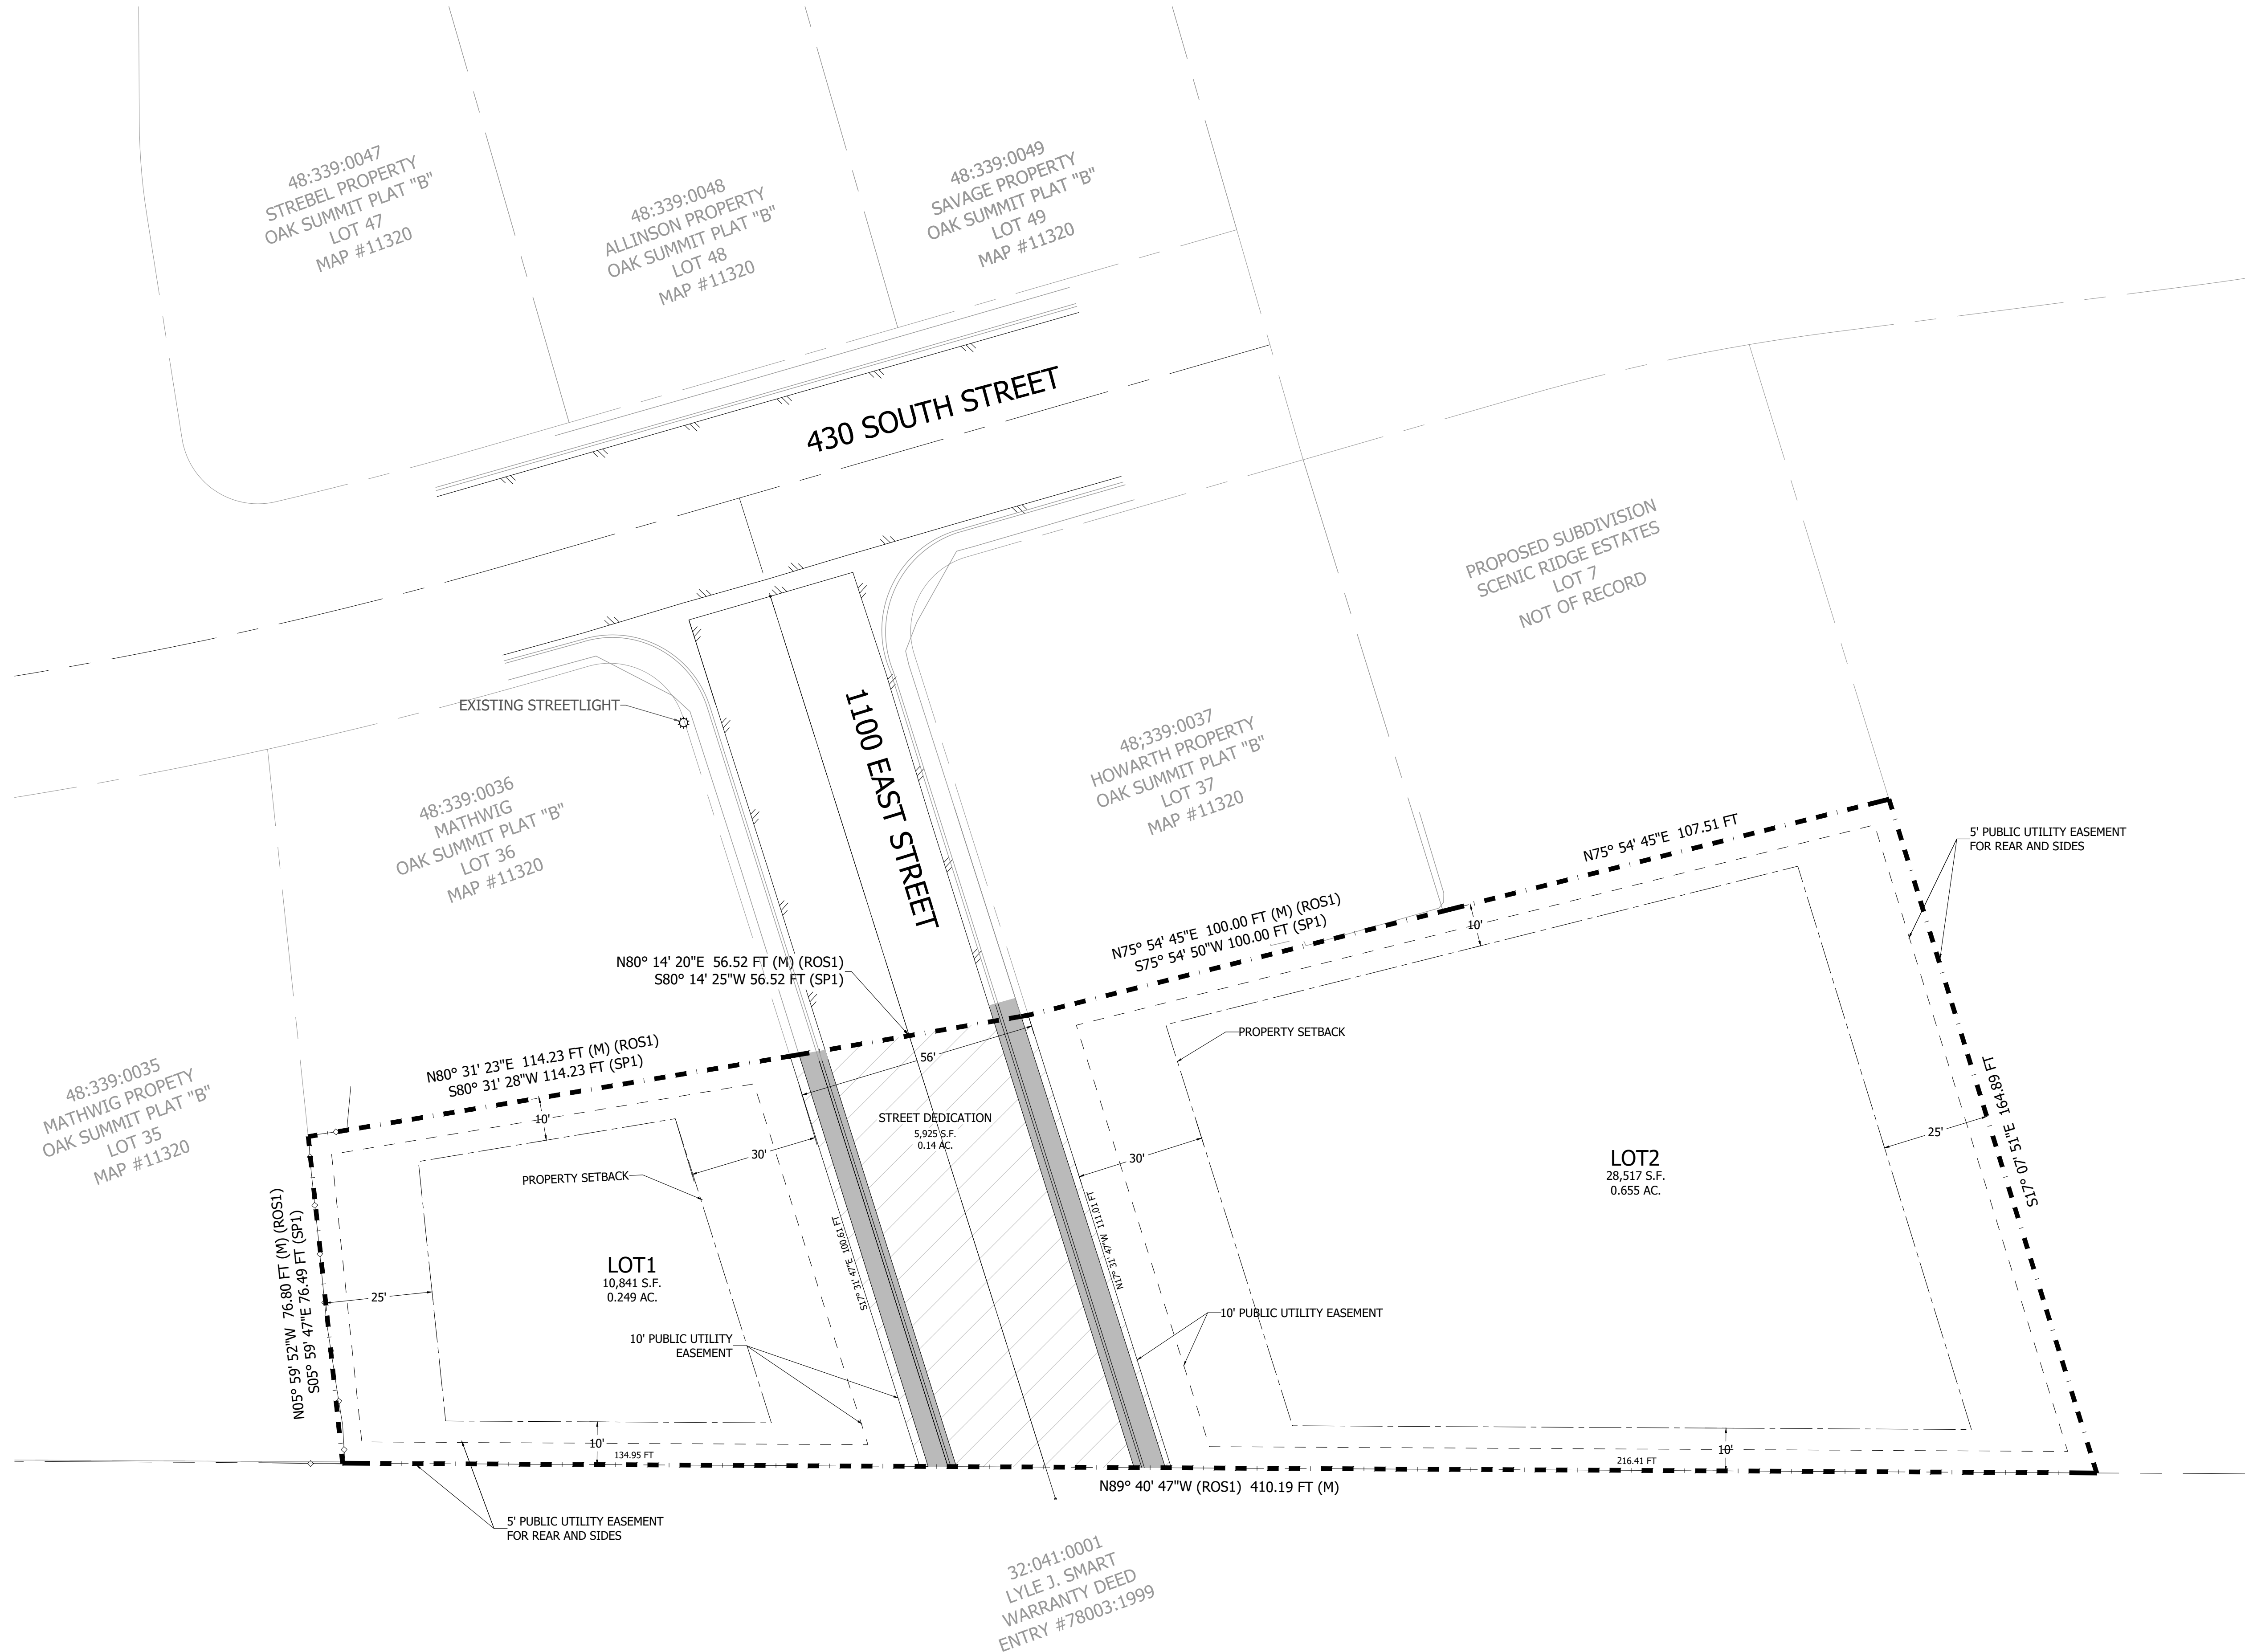 48:339:0047
STREBEL PROPERTY
OAK SUMMIT PLAT "B"
LOT 47
MAP #11320
48:339:0048
ALLINSON PROPERTY
OAK SUMMIT PLAT "B"
LOT 48
MAP #11320
48:339:0049
SAVAGE PROPERTY
OAK SUMMIT PLAT "B"
LOT 49
MAP #11320
430 SOUTH STREET
PROPOSED SUBDIVISION
SCENIC RIDGE ESTATES
LOT 7
NOT OF RECORD
EXISTING STREETLIGHT
1100 EAST STREET
48;339:0037
HOWARTH PROPERTY
OAK SUMMIT PLAT "B"
LOT 37
MAP #11320
48:339:0036
MATHWIG
OAK SUMMIT PLAT "B"
LOT 36
MAP #11320
N75° 54' 45"E 107.51 FT
5' PUBLIC UTILITY EASEMENT
FOR REAR AND SIDES
N75° 54' 45"E 100.00 FT (M) (ROS1)
S75° 54' 50"W 100.00 FT (SP1)
10'
N80° 14' 20"E 56.52 FT (M) (ROS1)
S80° 14' 25"W 56.52 FT (SP1)
PROPERTY SETBACK
N80° 31' 23"E 114.23 FT (M) (ROS1)
S80° 31' 28"W 114.23 FT (SP1)
56'
48:339:0035
MATHWIG PROPETY
OAK SUMMIT PLAT "B"
LOT 35
MAP #11320
10'
STREET DEDICATION
5,925 S.F.
0.14 AC.
30'
30'
25'
S17° 07' 51"E 164.89 FT
PROPERTY SETBACK
LOT2
28,517 S.F.
0.655 AC.
N05° 59' 52"W 76.80 FT (M) (ROS1)
S05° 59' 47"E 76.49 FT (SP1)
S17° 31' 47"E 100.61 FT
N17° 31' 47"W 111.01 FT
LOT1
10,841 S.F.
0.249 AC.
25'
10' PUBLIC UTILITY EASEMENT
10' PUBLIC UTILITY
EASEMENT
10'
134.95 FT
10'
216.41 FT
N89° 40' 47"W (ROS1) 410.19 FT (M)
5' PUBLIC UTILITY EASEMENT
FOR REAR AND SIDES
32:041:0001
LYLE J. SMART
WARRANTY DEED
ENTRY #78003:1999